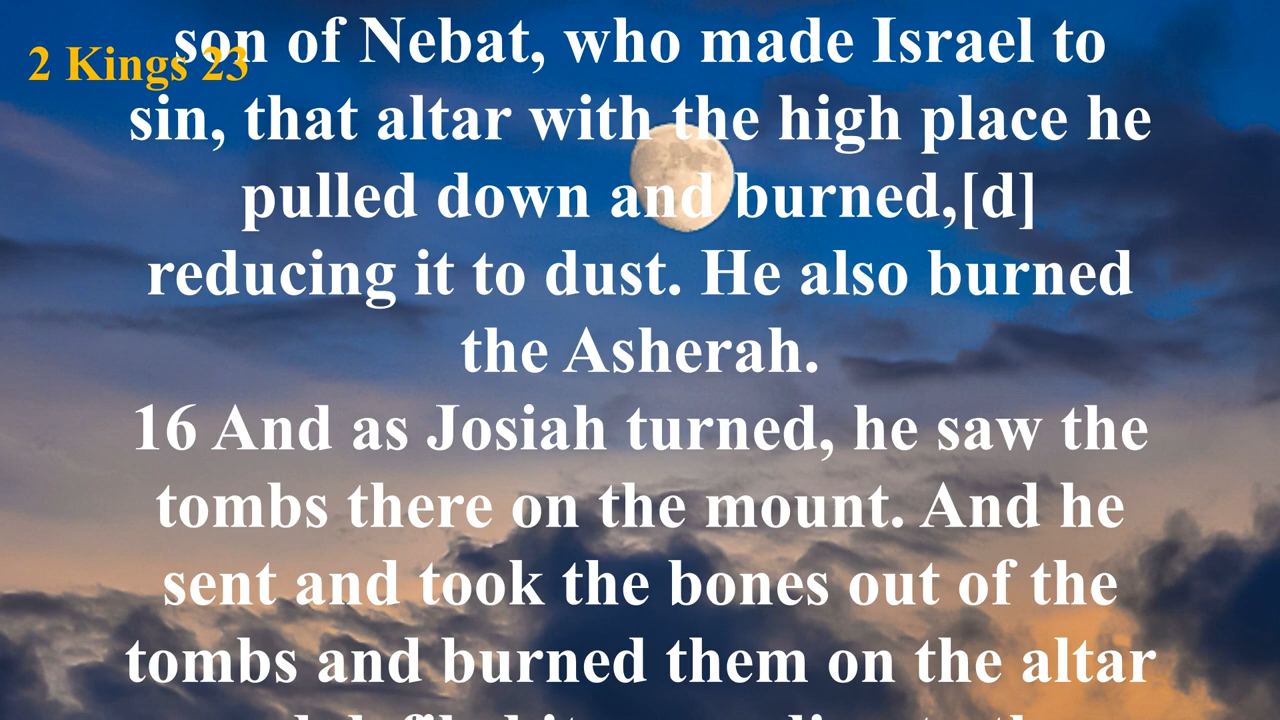 2 Kings 23
son of Nebat, who made Israel to
sin, that altar with the high place he
pulled down and burned,[d]
reducing it to dust. He also burned
the Asherah.
16 And as Josiah turned, he saw the
tombs there on the mount. And he
sent and took the bones out of the
tombs and burned them on the altar